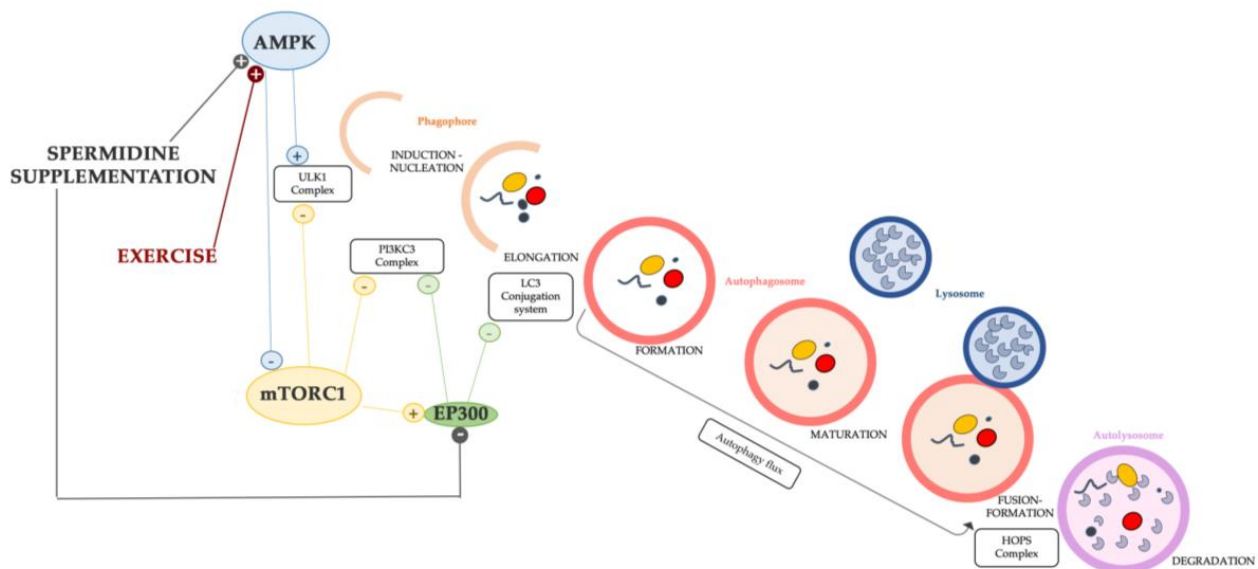 AMPK
+
+
SPERMIDINE
SUPPLEMENTATION
EXERCISE
+
ULK1
Complex
-
Phagophore
INDUCTION -
NUCLEATION
PI3KC3
Complex
-
-
ELONGATION
LC3
Conjugation
system
-
-
mTORC1
+
EP300
-
Autophagosome
FORMATION
Lysosome
MATURATION
Autophagy flux
FUSION-
FORMATION
HOPS
Complex
Autolysosome
DEGRADATION